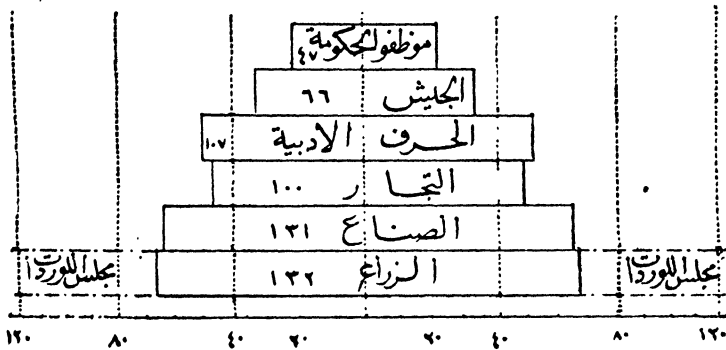 موظفو الحكومة ٤٧
الجيش ٦٦
الحرف الادبية ١٠٧
التجار ١٠٠
الصناع ١٣١
الزراع ١٣٢
مجلس اللوردات
مجلس اللوردات
١٢٠ ٨٠ ٤٠ ٢٠ ٢٠ ٤٠ ٨٠ ١٢٠